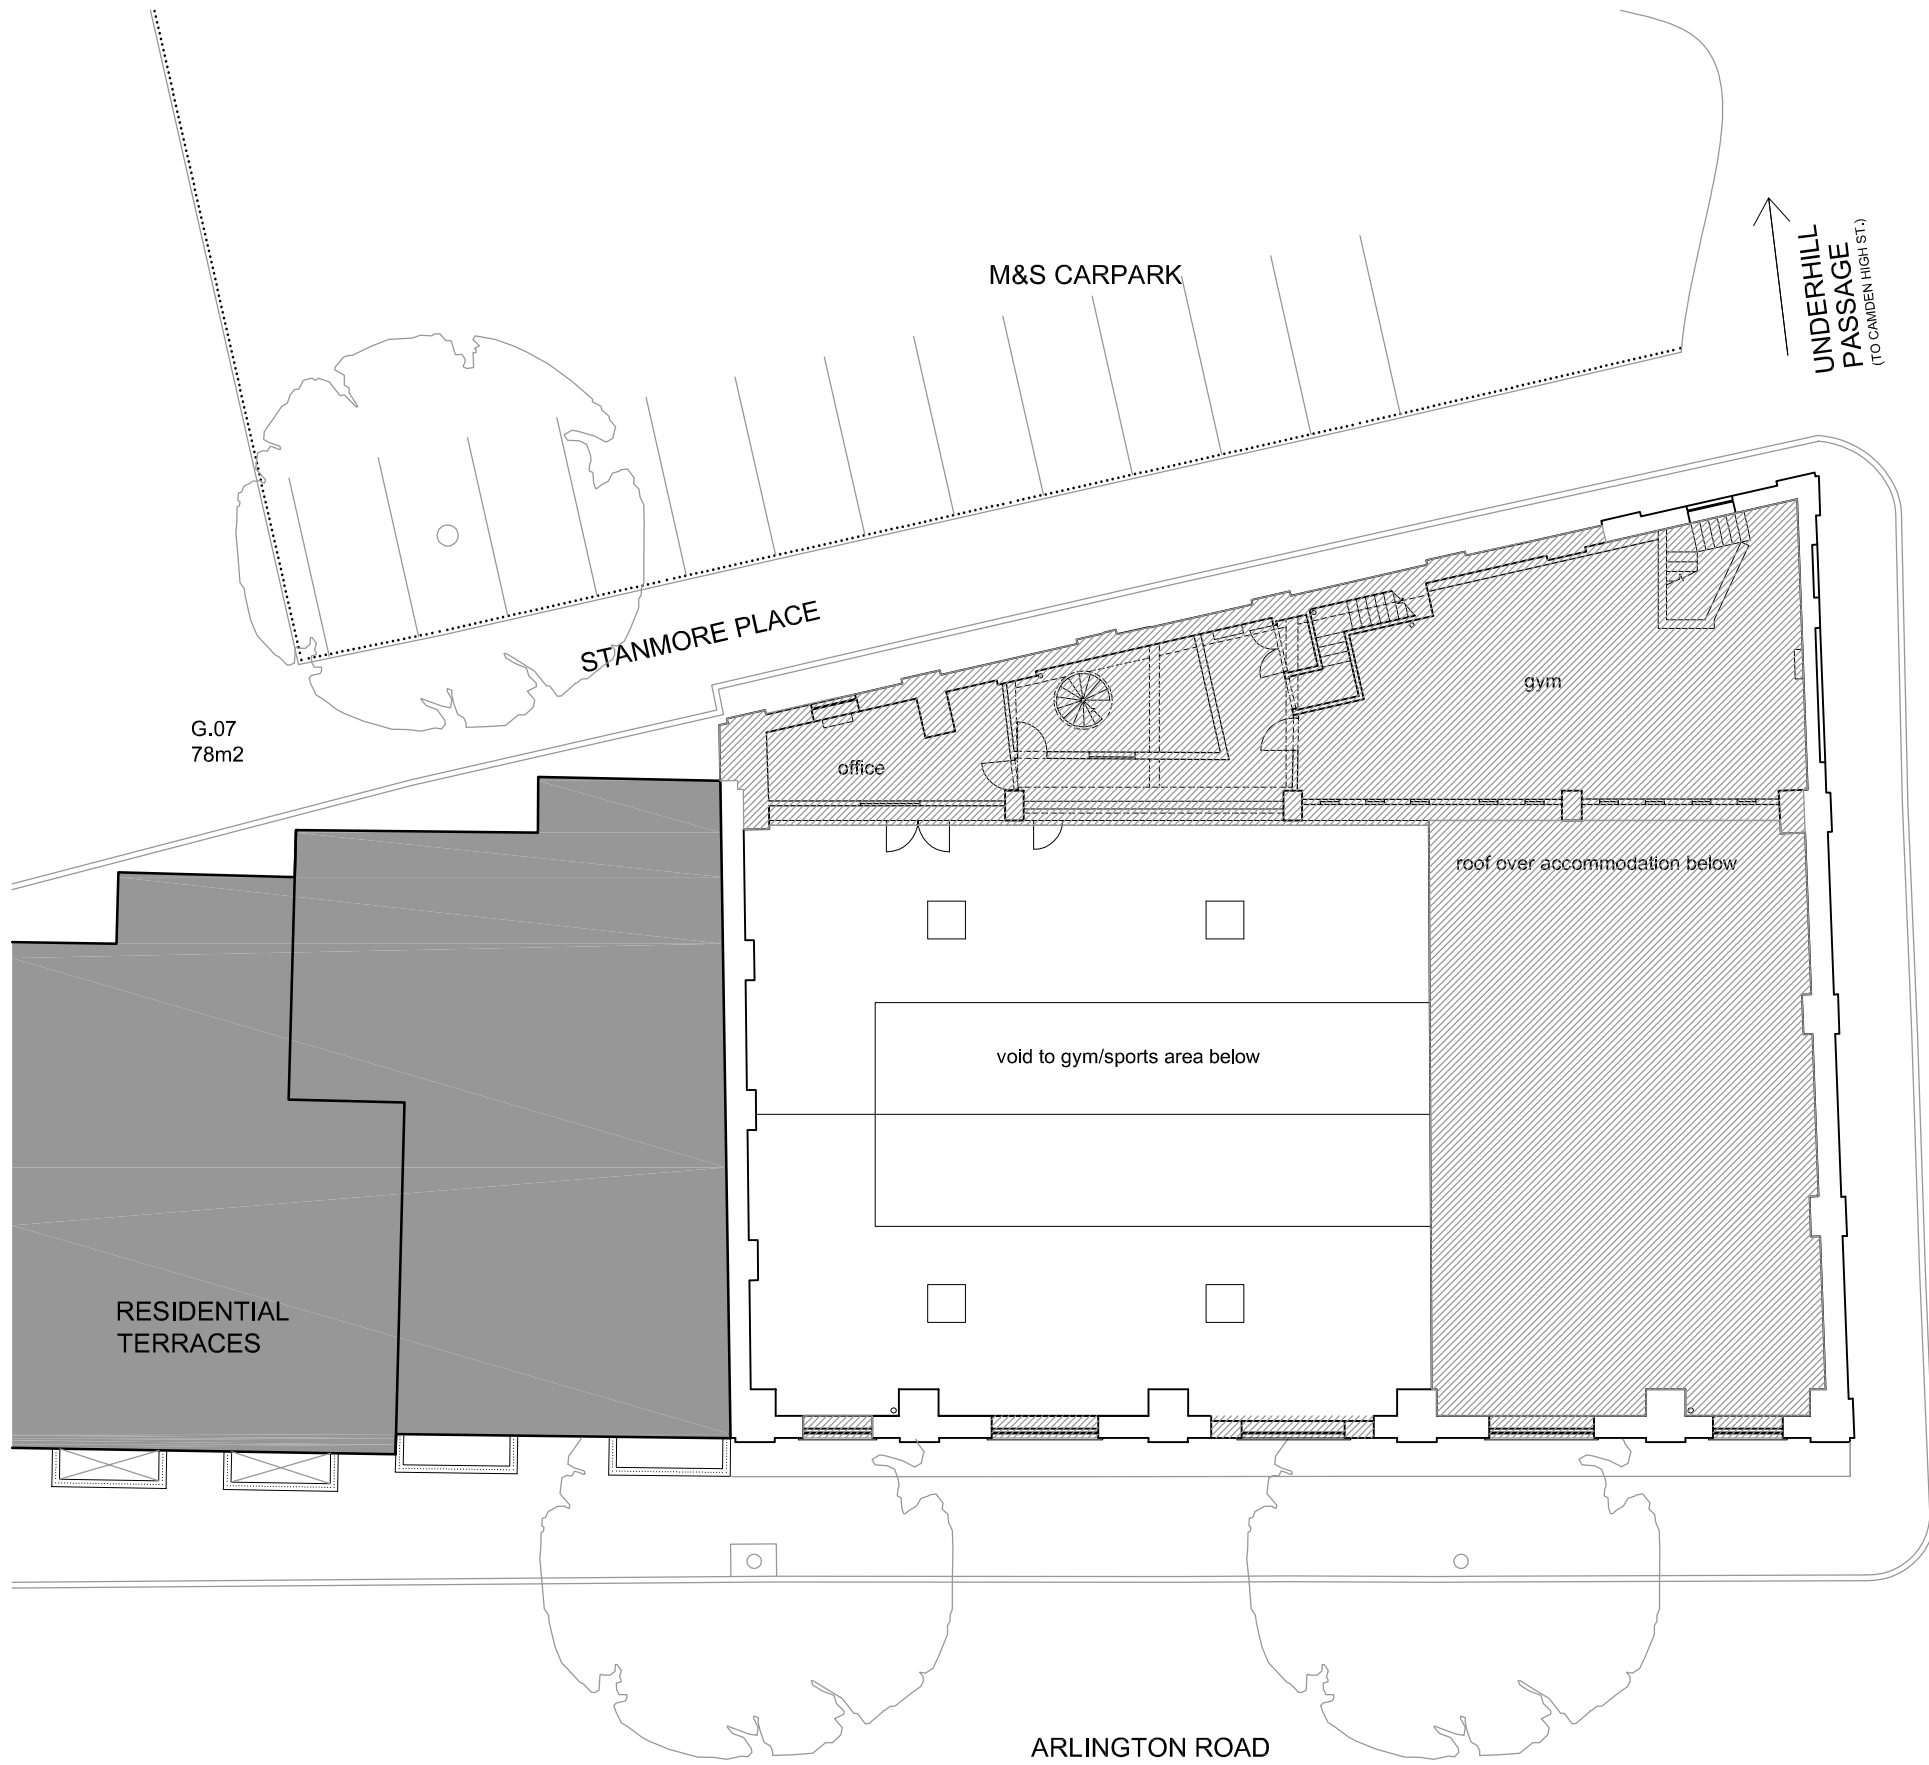 M&S CARPARK
UNDERHILL
PASSAGE
(TO CAMDEN HIGH ST.)
STANMORE PLACE
G.07
78m2
gym
office
roof over accommodation below
void to gym/sports area below
RESIDENTIAL
TERRACES
ARLINGTON ROAD